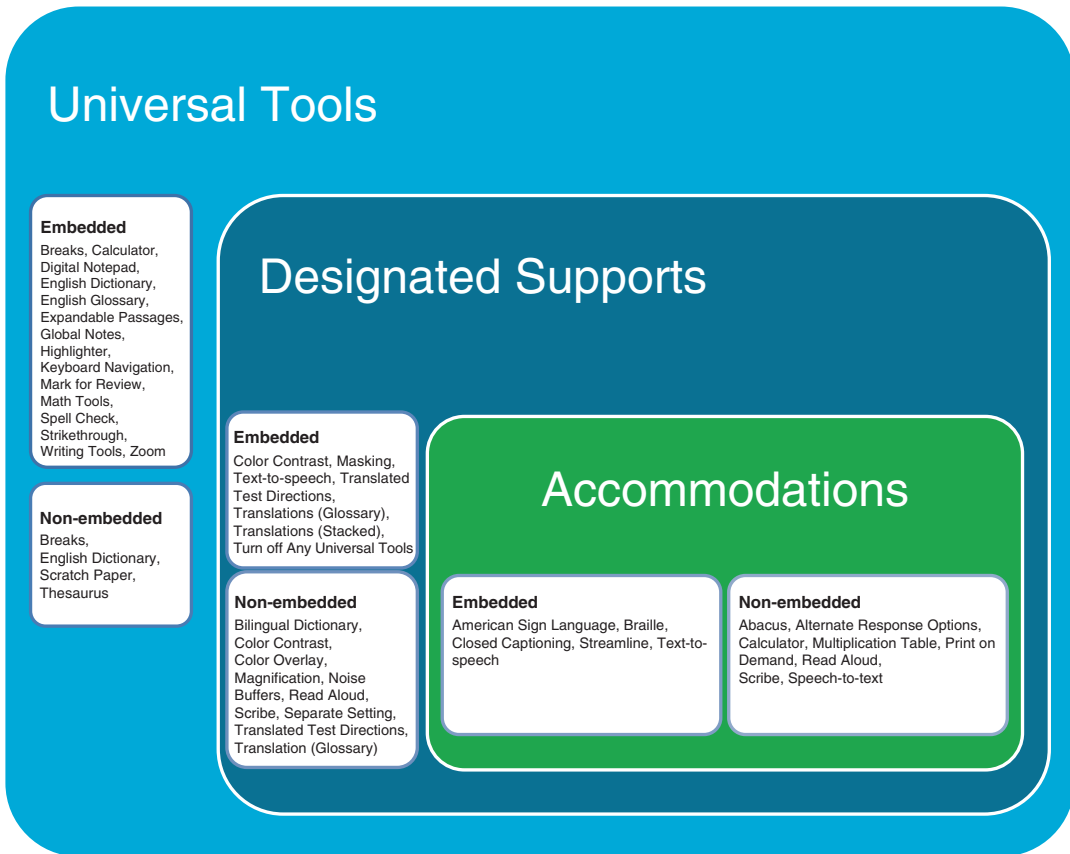 Universal Tools
Embedded
Breaks, Calculator,
Digital Notepad,
English Dictionary,
English Glossary,
Expandable Passages,
Global Notes,
Highlighter,
Keyboard Navigation,
Mark for Review,
Math Tools,
Spell Check,
Strikethrough,
Writing Tools, Zoom
Non-embedded
Breaks,
English Dictionary,
Scratch Paper,
Thesaurus
Designated Supports
Embedded
Color Contrast, Masking,
Text-to-speech, Translated
Test Directions,
Translations (Glossary),
Translations (Stacked),
Turn off Any Universal Tools
Non-embedded
Bilingual Dictionary,
Color Contrast,
Color Overlay,
Magnification, Noise
Buffers, Read Aloud,
Scribe, Separate Setting,
Translated Test Directions,
Translation (Glossary)
Accommodations
Embedded
American Sign Language, Braille,
Closed Captioning, Streamline, Text-to-
speech
Non-embedded
Abacus, Alternate Response Options,
Calculator, Multiplication Table, Print on
Demand, Read Aloud,
Scribe, Speech-to-text